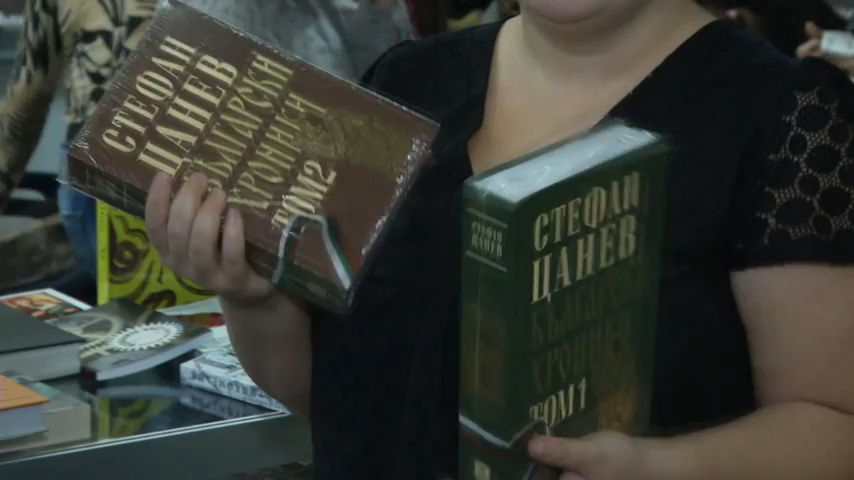 СТЕФАН
ЦАНЕВ
БЪЛГАРСКИ
ХРОНИКИ
ТОМ2
СТЕФАН
ЦАНЕВ
СТЕФАН
ЦАНЕВ
БЪЛГАРСКИ
ХРОНИКИ
ТОМ1